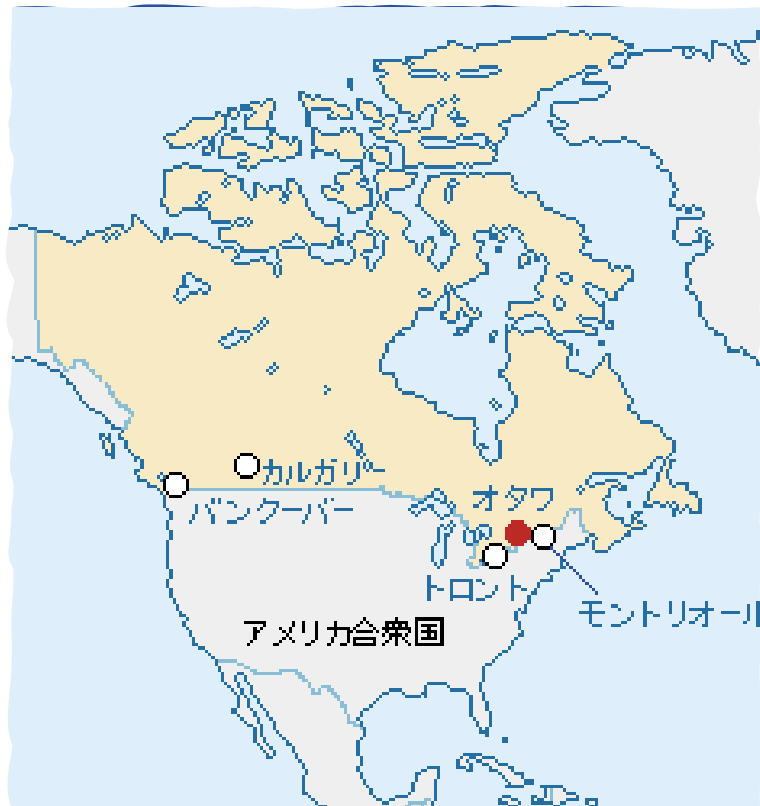 カルガリー
オタワ
バンクーバー
トロント
モントリオール
アメリカ合衆国